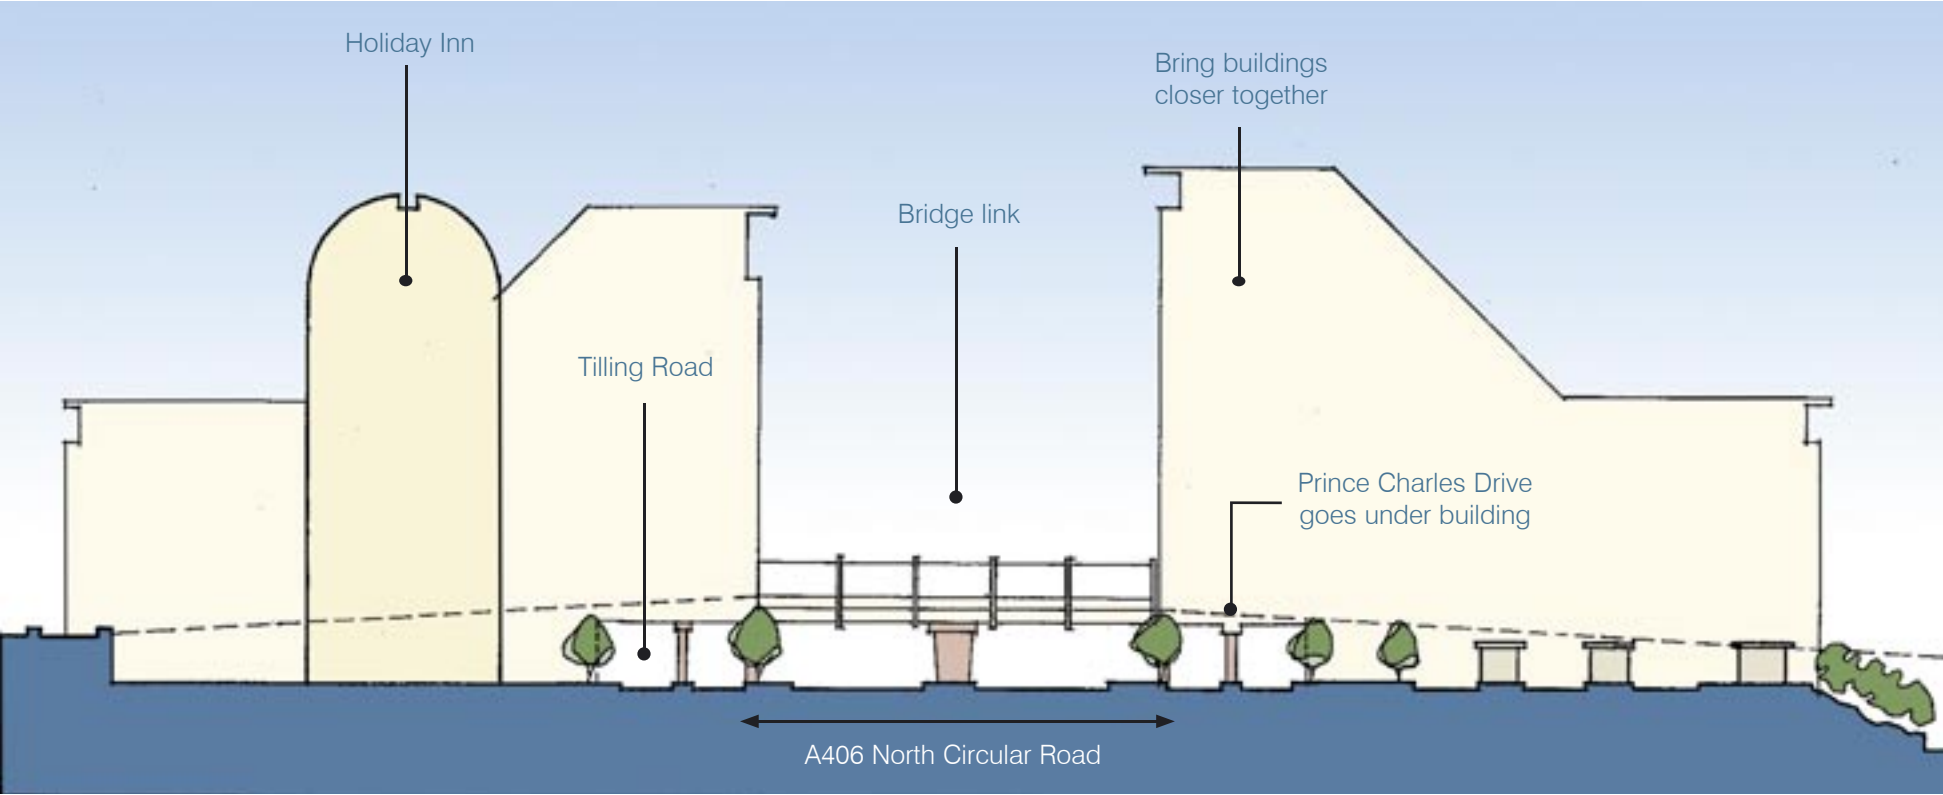 Holiday Inn
Bring buildings
closer together
Bridge link
Tilling Road
Prince Charles Drive
goes under building
A406 North Circular Road